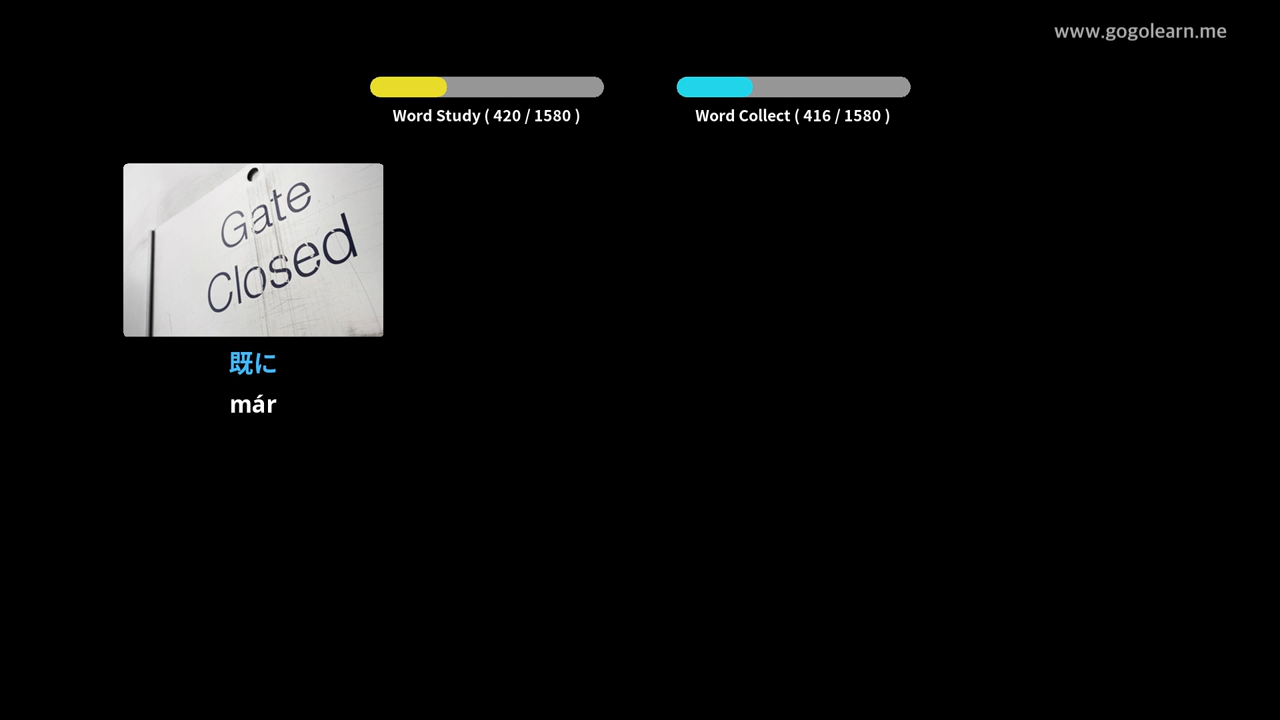 www.gogolearn.me
Word Study ( 420 / 1580 )
Word Collect ( 416 / 1580 )
Gate
Closed
既に
már